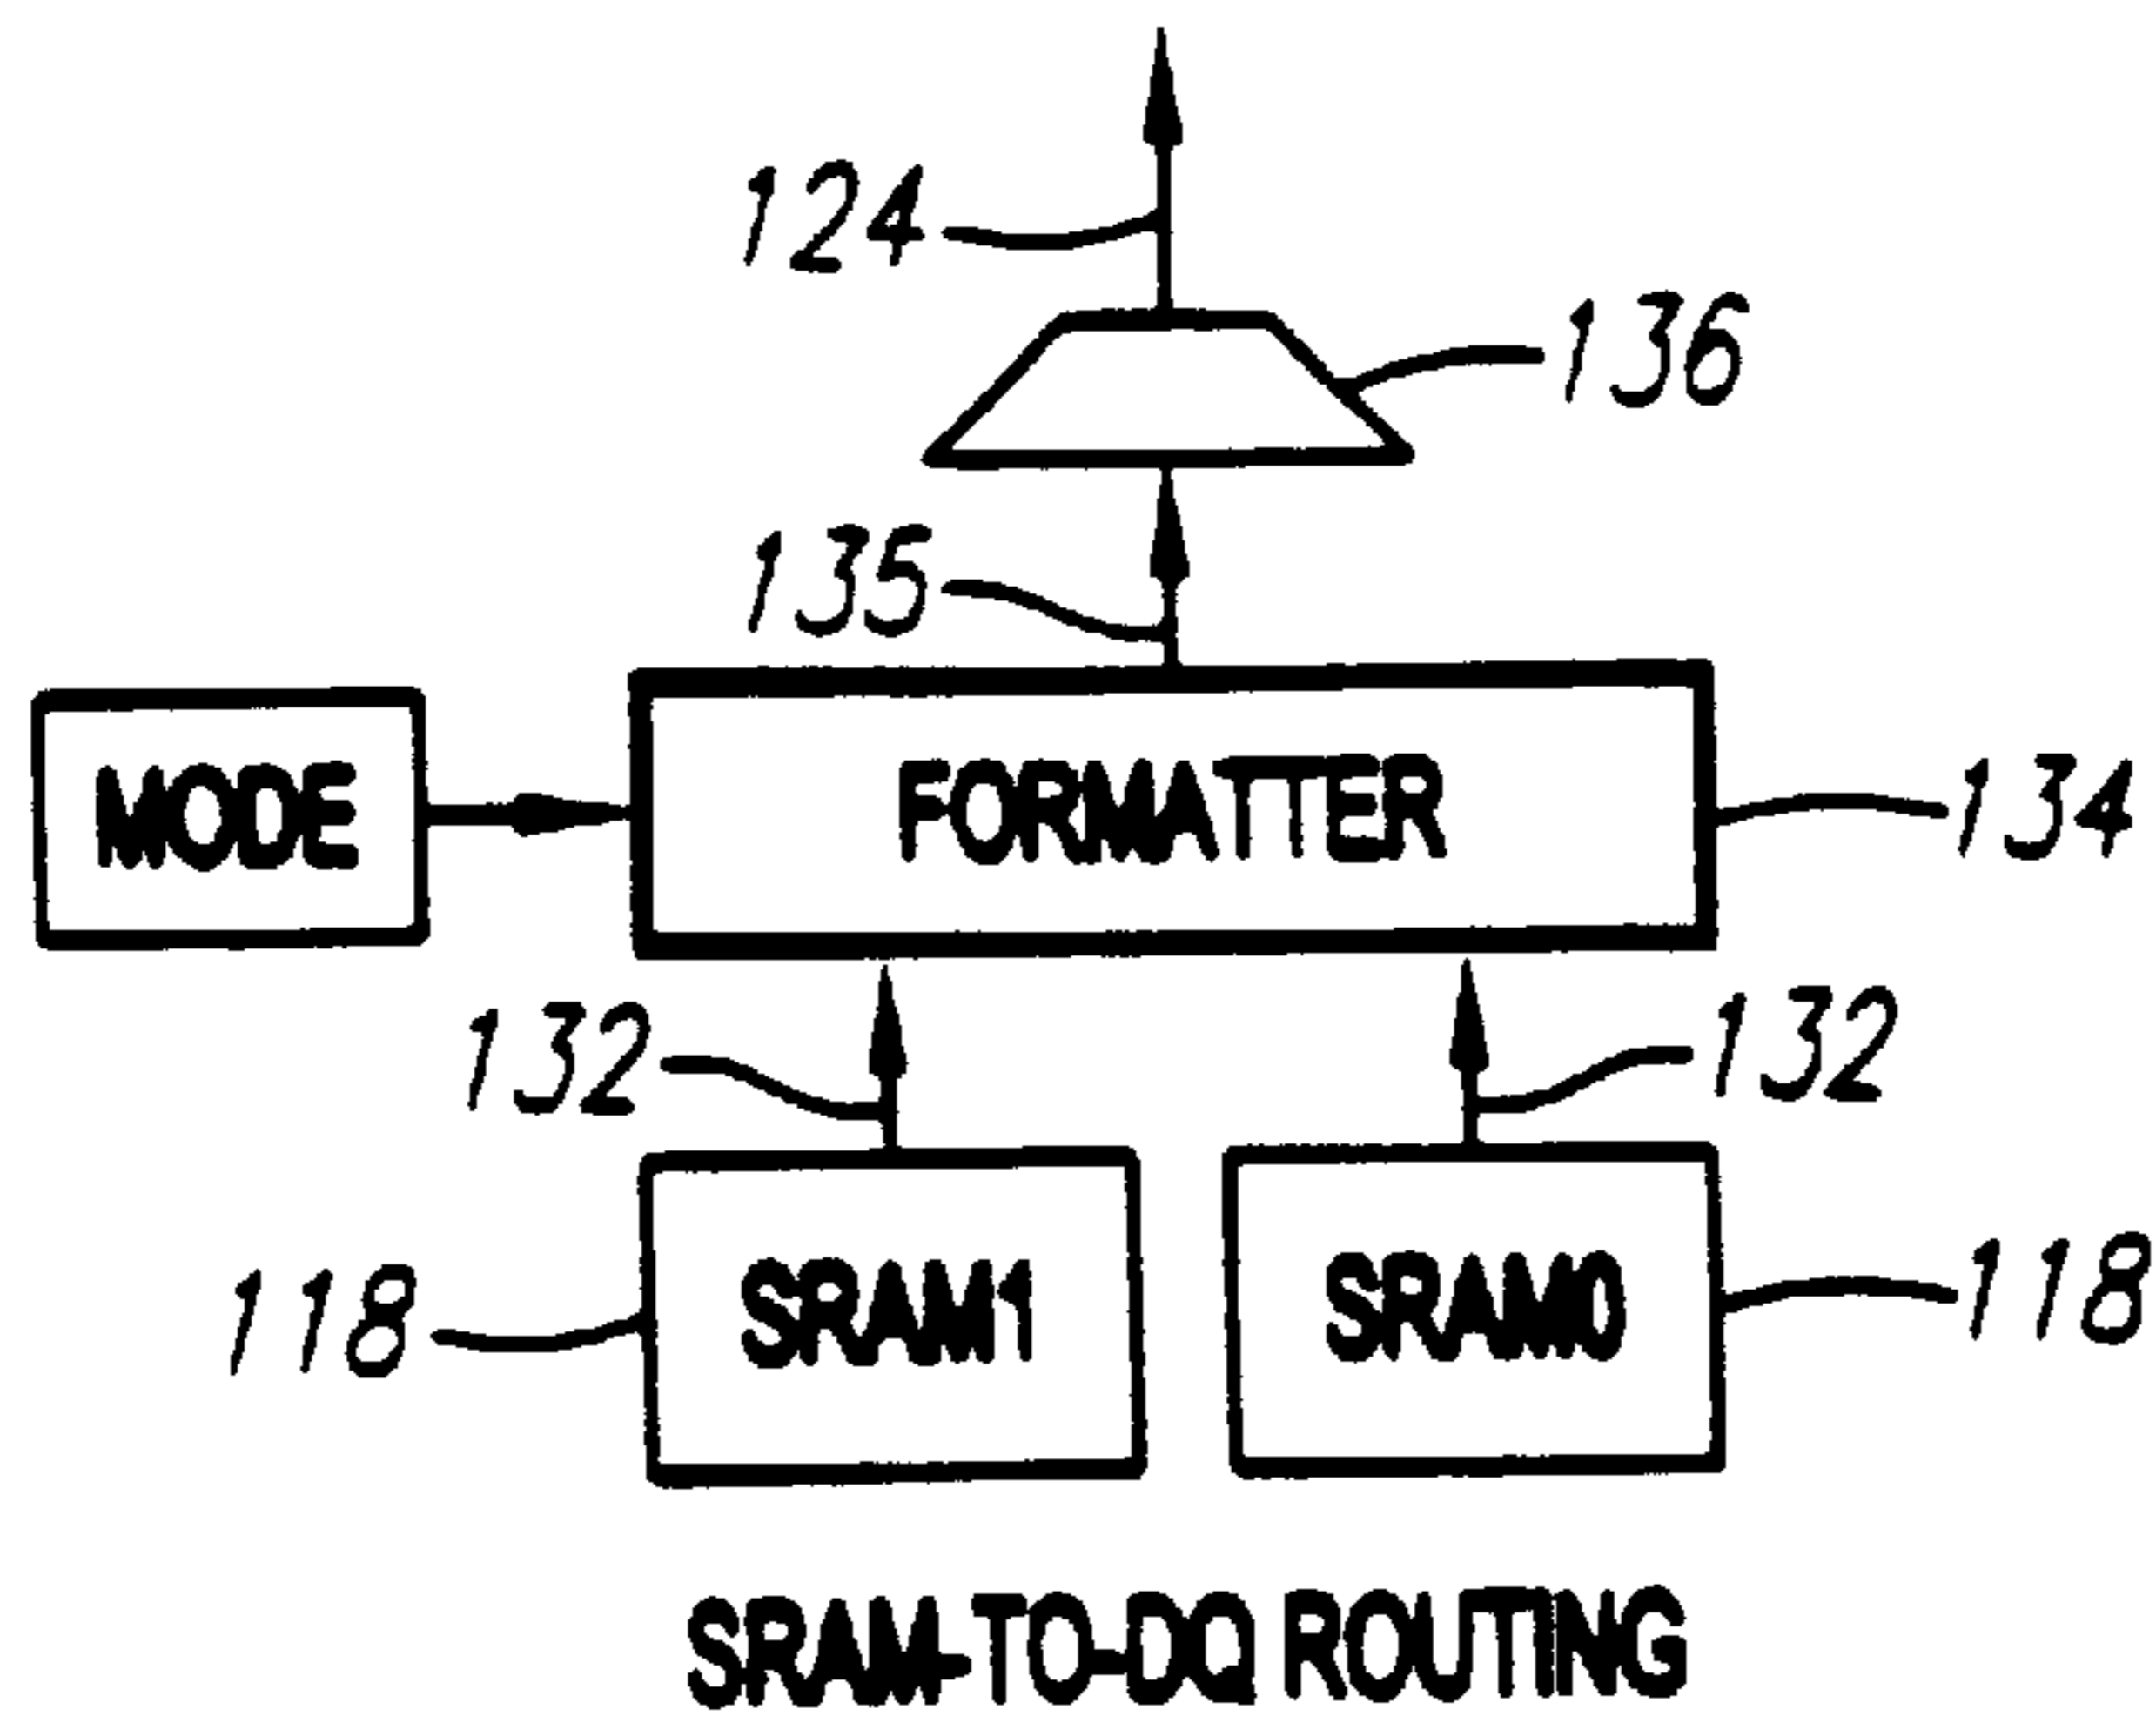 124
136
135
MODE
FORMATTER
134
132
132
118
SRAM1
SRAM0
118
SRAM-TO-DQ ROUTING